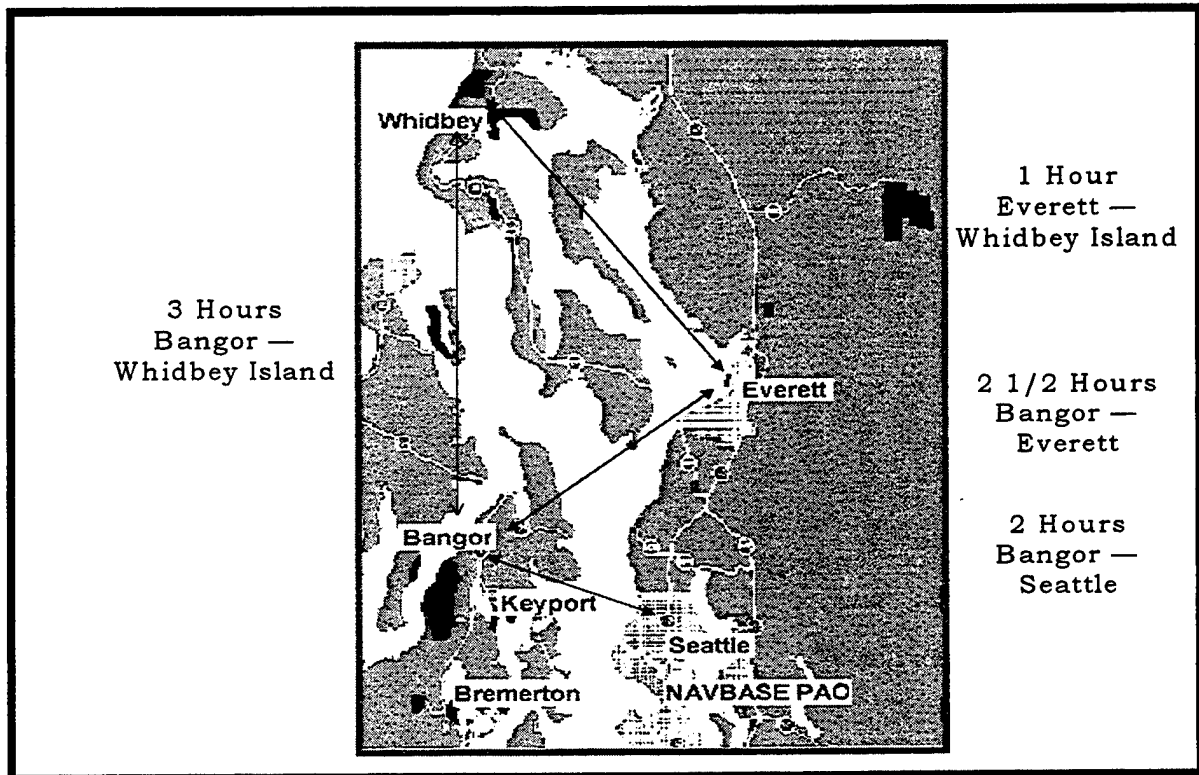 Whidbey
1 Hour
Everett —
Whidbey Island
3 Hours
Bangor —
Whidbey Island
Everett
2 1/2 Hours
Bangor —
Everett
Bangor
2 Hours
Bangor —
Seattle
Keyport
Seattle
Bremerton
NAVBASE PAO